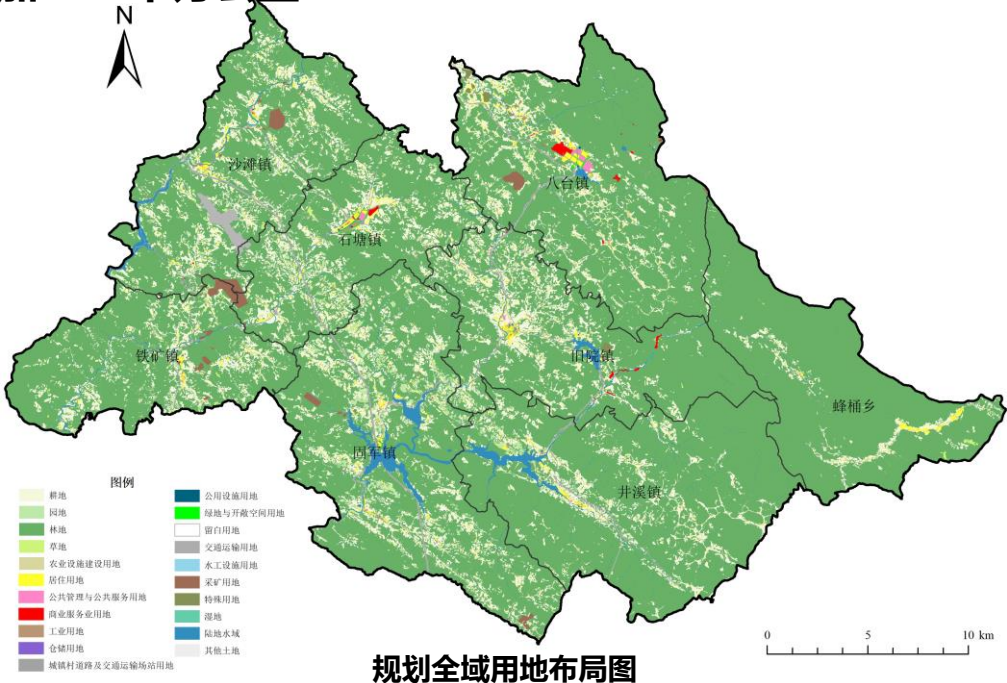 N
沙滩镇
八台镇
石塘镇
铁矿镇
旧院镇
蜂桶乡
固军镇
井溪镇
图例
耕地
园地
林地
草地
农业设施建设用地
居住用地
公共管理与公共服务用地
商业服务业用地
工业用地
仓储用地
城镇村道路及交通运输场站用地
公用设施用地
绿地与开敞空间用地
留白用地
交通运输用地
水工设施用地
采矿用地
特殊用地
湿地
陆地水域
其他土地
0 5 10 km
规划全域用地布局图